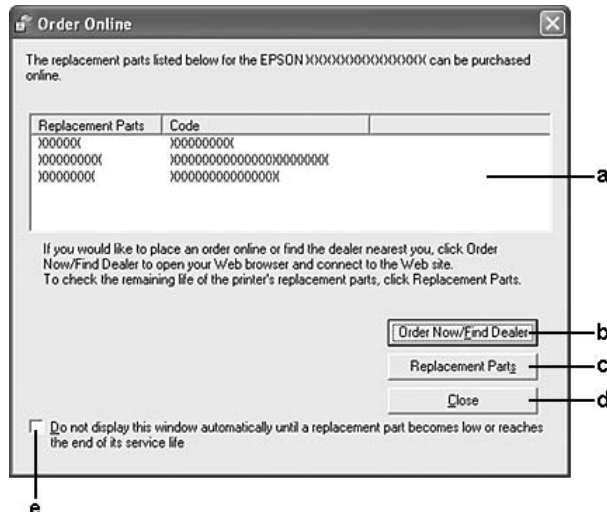 Order Online
The replacement parts listed below for the EPSON XXXXXXXXXXXXXXXX can be purchased
online.
Replacement Parts Code
XXXXXX XXXXXXXXX
XXXXXXXXX XXXXXXXXXXXXXXXXXXXXXX
XXXXXXXX XXXXXXXXXXXXXXX
a
If you would like to place an order online or find the dealer nearest you, click Order
Now/Find Dealer to open your Web browser and connect to the Web site.
To check the remaining life of the printer's replacement parts, click Replacement Parts.
Order Now/Find Dealer b
Replacement Parts c
Close d
Do not display this window automatically until a replacement part becomes low or reaches
the end of its service life
e